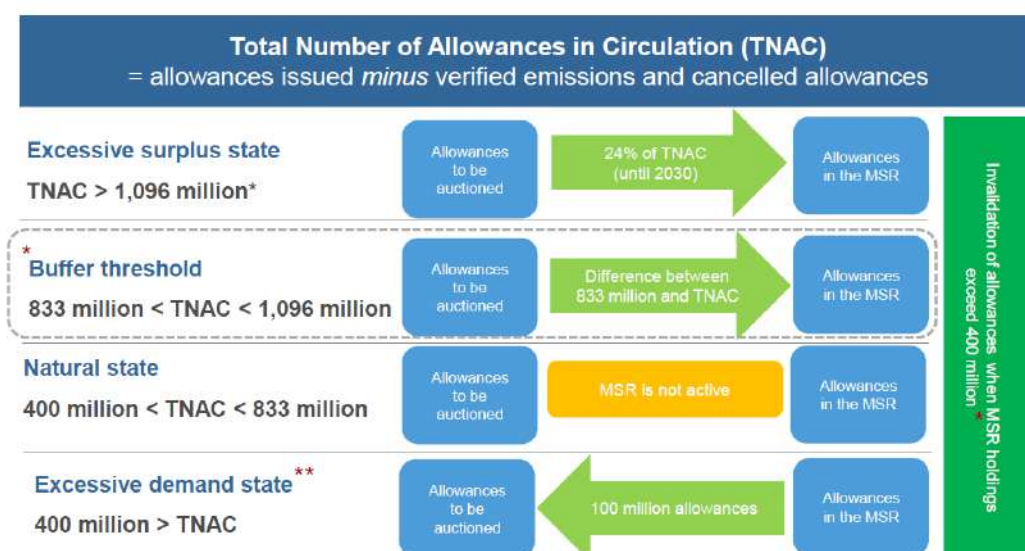 Total Number of Allowances in Circulation (TNAC)
= allowances issued minus verified emissions and cancelled allowances
Excessive surplus state
TNAC > 1,096 million*
Allowances
to be
auctioned
24% of TNAC
(until 2030)
Allowances
in the MSR
*
Buffer threshold
833 million < TNAC < 1,096 million
Allowances
to be
auctioned
Difference between
833 million and TNAC
Allowances
in the MSR
Natural state
400 million < TNAC < 833 million
Allowances
to be
auctioned
MSR is not active
Allowances
in the MSR
Excessive demand state**
400 million > TNAC
Allowances
to be
auctioned
100 million allowances
Allowances
in the MSR
Invalidation of allowances when MSR holdings
exceed 400 million *